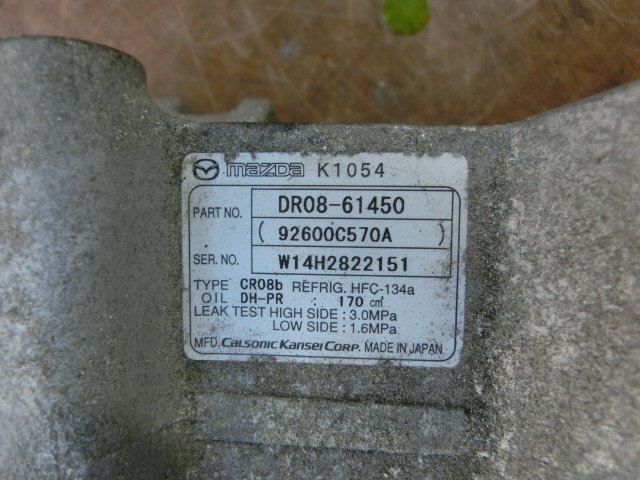 mazda K1054
PART NO. DR08-61450
( 92600C570A )
SER. NO. W14H2822151
TYPE CR08b REFRIG. HFC-134a
OIL DH-PR : 170 cm³
LEAK TEST HIGH SIDE : 3.0MPa
LOW SIDE : 1.6MPa
MFD. CALSONIC KANSEI CORP. MADE IN JAPAN